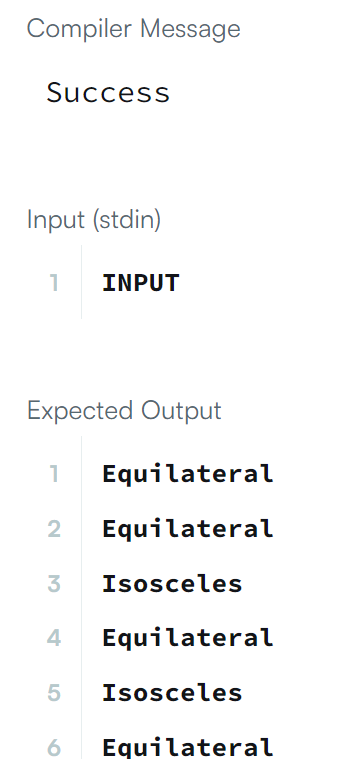 Compiler Message
Success
Input (stdin)
1 INPUT
Expected Output
1 Equilateral
2 Equilateral
3 Isosceles
4 Equilateral
5 Isosceles
6 Equilateral